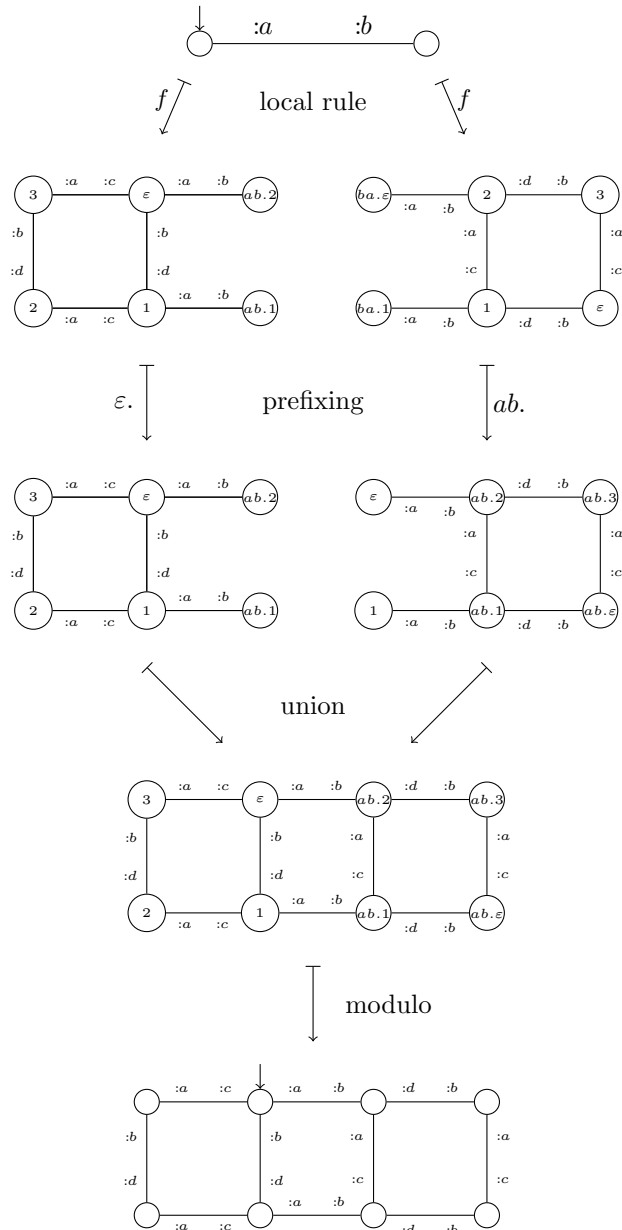 :a :b
f local rule f
3 :a :c ε :a :b ab.2 ba.ε :a :b 2 :d :b 3
:b :b :a :a
:d :d :c :c
2 :a :c 1 :a :b ab.1 ba.1 :a :b 1 :d :b ε
ε. prefixing ab.
3 :a :c ε :a :b ab.2 ε :a :b ab.2 :d :b ab.3
:b :b :a :a
:d :d :c :c
2 :a :c 1 :a :b ab.1 1 :a :b ab.1 :d :b ab.ε
union
3 :a :c ε :a :b ab.2 :d :b ab.3
:b :b :a :a
:d :d :c :c
2 :a :c 1 :a :b ab.1 :d :b ab.ε
modulo
:a :c :a :b :d :b
:b :b :a :a
:d :d :c :c
:a :c :a :b :d :b